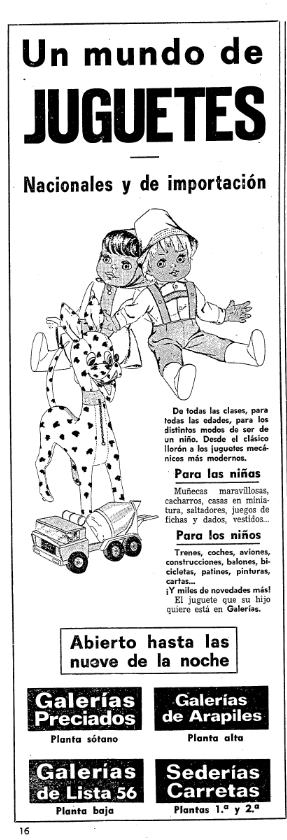 Un mundo de
JUGUETES
Nacionales y de importación
De todas las clases, para
todas las edades, para los
distintos modos de ser de
un niño. Desde el clásico
llorón a los juguetes mecá-
nicos más modernos.
Para las niñas
Muñecas maravillosas,
cacharros, casas en minia-
tura, saltadores, juegos de
fichas y dados, vestidos...
Para los niños
Trenes, coches, aviones,
construcciones, balones, bi-
cicletas, patines, pinturas,
cartas...
¡Y miles de novedades más!
El juguete que su hijo
quiere está en Galerías.
Abierto hasta las
nueve de la noche
Galerías
Preciados
Planta sótano
Galerías
de Arapiles
Planta alta
Galerías
de Lista, 56
Planta baja
Sederías
Carretas
Plantas 1.ª y 2.ª
16